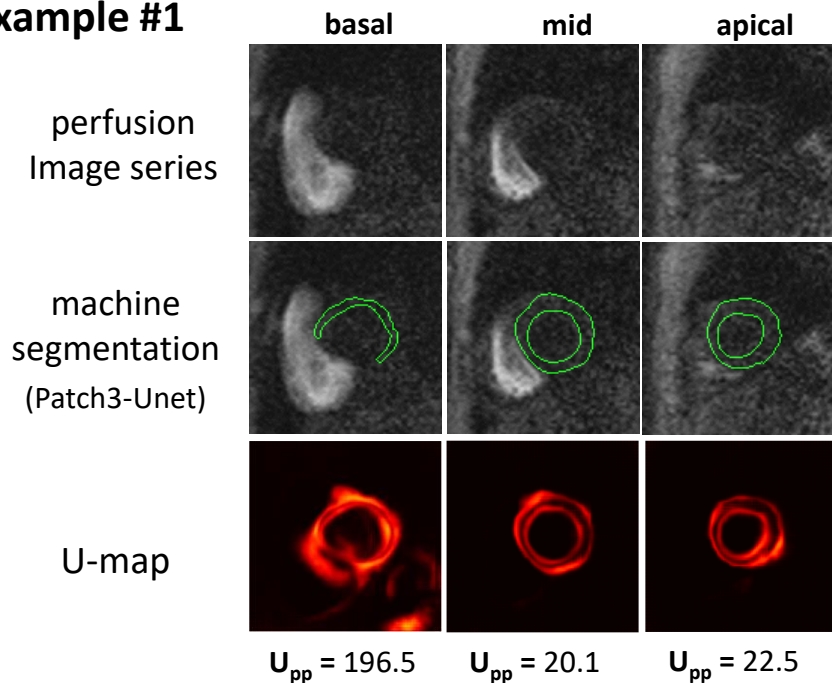 xample #1
basal mid apical
perfusion
Image series
machine
segmentation
(Patch3-Unet)
U-map
Upp = 196.5 Upp = 20.1 Upp = 22.5